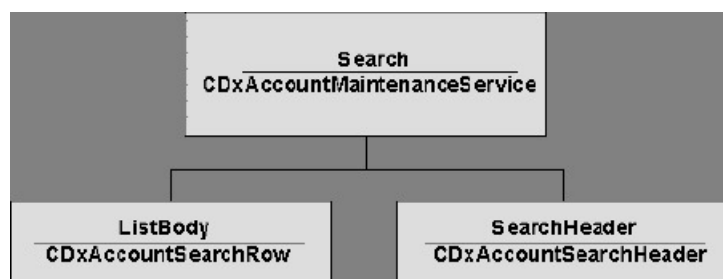 Search
CDxAccountMaintenanceService
ListBody
CDxAccountSearchRow
SearchHeader
CDxAccountSearchHeader